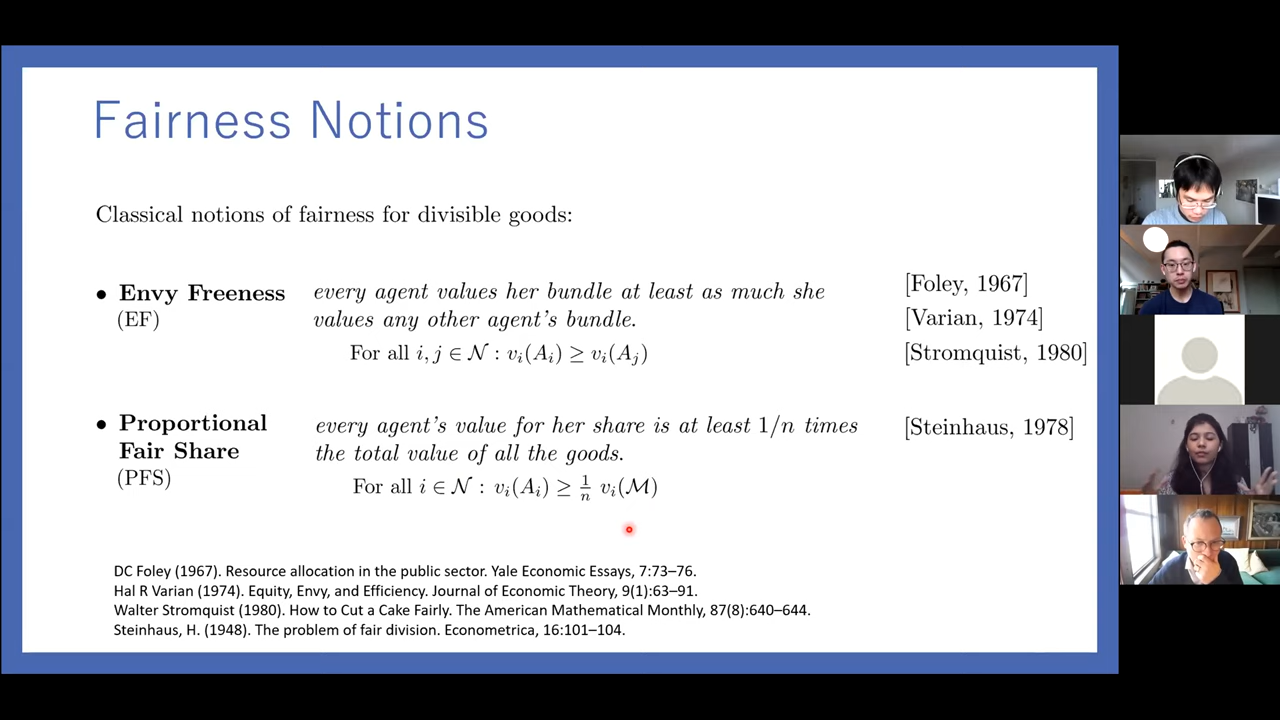 Fairness Notions
Classical notions of fairness for divisible goods:
• Envy Freeness
(EF)
every agent values her bundle at least as much she
values any other agent's bundle.
For all i, j ∈ 𝒩 : vᵢ(Aᵢ) ≥ vᵢ(Aⱼ)
[Foley, 1967]
[Varian, 1974]
[Stromquist, 1980]
• Proportional
Fair Share
(PFS)
every agent's value for her share is at least 1/n times
the total value of all the goods.
For all i ∈ 𝒩 : vᵢ(Aᵢ) ≥ 1/n vᵢ(ℳ)
[Steinhaus, 1978]
DC Foley (1967). Resource allocation in the public sector. Yale Economic Essays, 7:73–76.
Hal R Varian (1974). Equity, Envy, and Efficiency. Journal of Economic Theory, 9(1):63–91.
Walter Stromquist (1980). How to Cut a Cake Fairly. The American Mathematical Monthly, 87(8):640–644.
Steinhaus, H. (1948). The problem of fair division. Econometrica, 16:101–104.